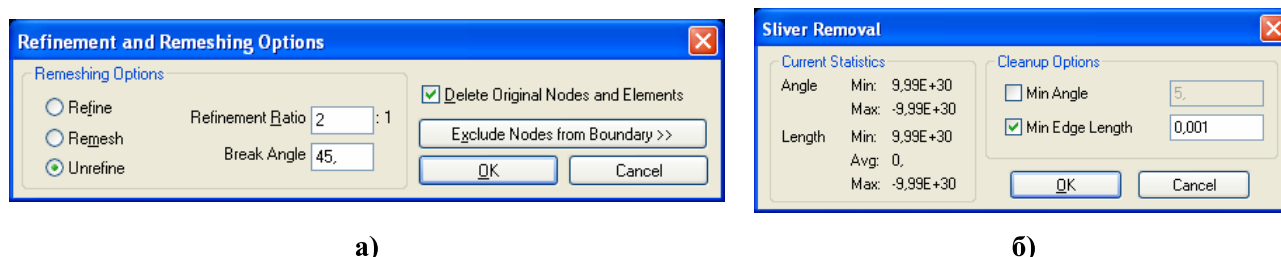 Refinement and Remeshing Options
Remeshing Options
Refine
Remesh
Unrefine
Refinement Ratio 2 : 1
Break Angle 45,
Delete Original Nodes and Elements
Exclude Nodes from Boundary >>
OK Cancel
а)
Sliver Removal
Current Statistics
Angle Min: 9,99E+30
Max: -9,99E+30
Length Min: 9,99E+30
Avg: 0,
Max: -9,99E+30
Cleanup Options
Min Angle 5,
Min Edge Length 0,001
OK Cancel
б)